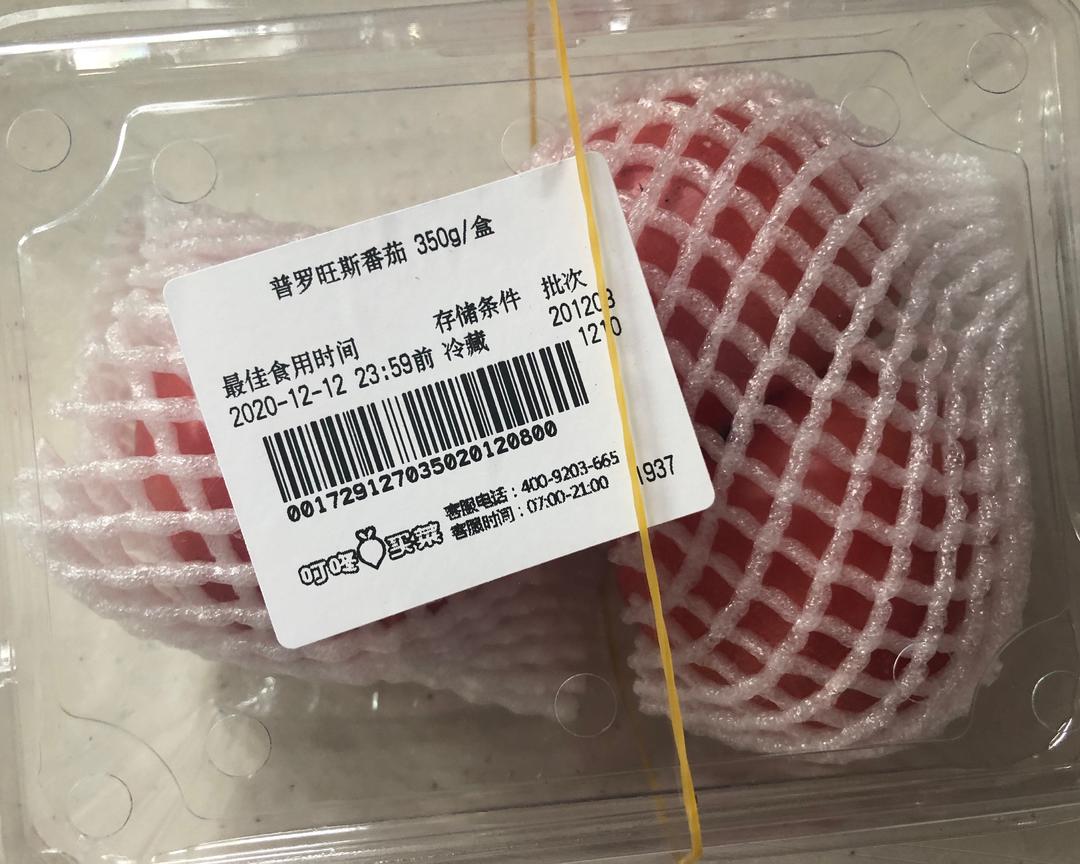 普罗旺斯番茄 350g/盒
最佳食用时间 存储条件 批次
2020-12-12 23:59前 冷藏 201208
1210
001729127035020120800
叮咚买菜
客服电话：400-9203-665
客服时间：07:00-21:00
1937